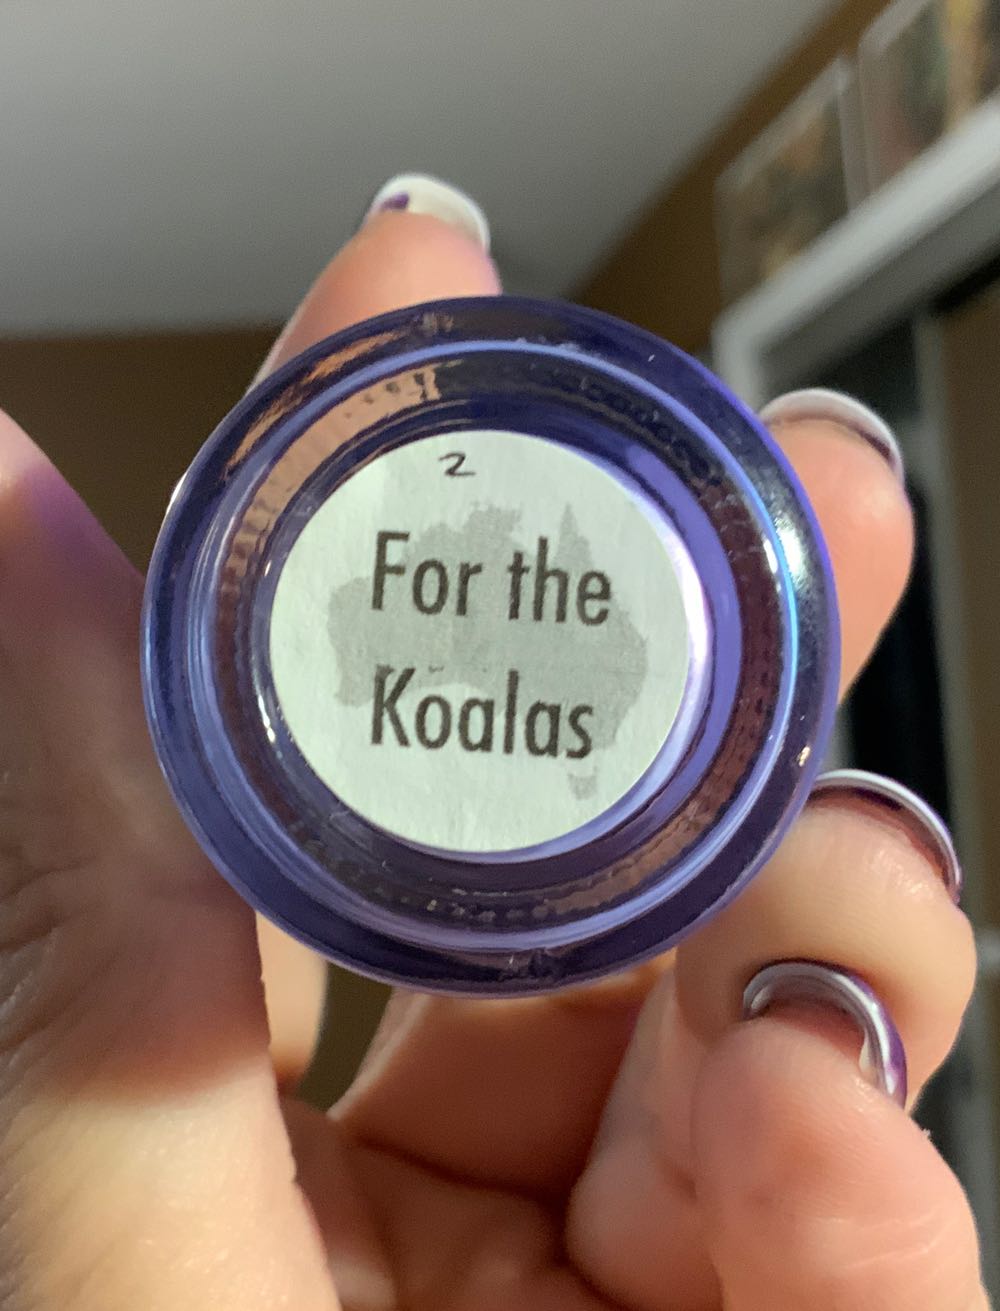 2
For the
Koalas